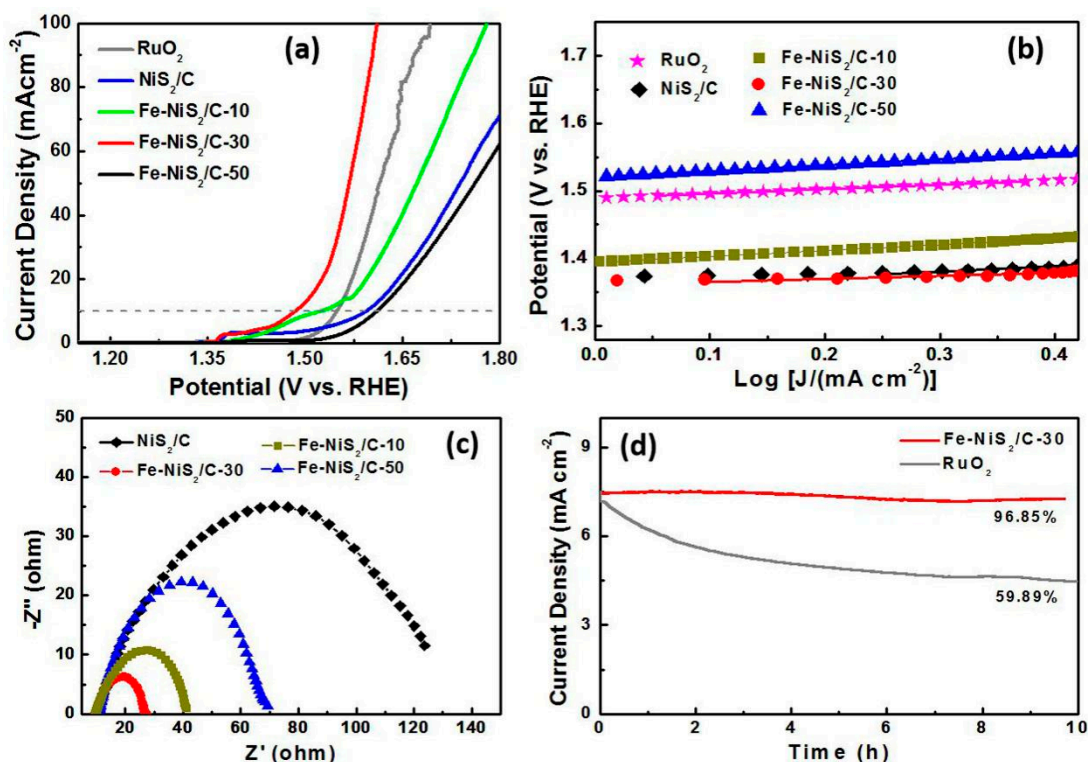 (a)
RuO₂
NiS₂/C
Fe-NiS₂/C-10
Fe-NiS₂/C-30
Fe-NiS₂/C-50
100
80
60
40
20
0
Current Density (mAcm⁻²)
1.20 1.35 1.50 1.65 1.80
Potential (V vs. RHE)
(b)
RuO₂
NiS₂/C
Fe-NiS₂/C-10
Fe-NiS₂/C-30
Fe-NiS₂/C-50
1.7
1.6
1.5
1.4
1.3
Potential (V vs. RHE)
0.0 0.1 0.2 0.3 0.4
Log [J/(mA cm⁻²)]
(c)
NiS₂/C
Fe-NiS₂/C-10
Fe-NiS₂/C-30
Fe-NiS₂/C-50
50
40
30
20
10
0
-Z'' (ohm)
20 40 60 80 100 120 140
Z' (ohm)
(d)
Fe-NiS₂/C-30
RuO₂
96.85%
59.89%
9
6
3
0
Current Density (mA cm⁻²)
0 2 4 6 8 10
Time (h)